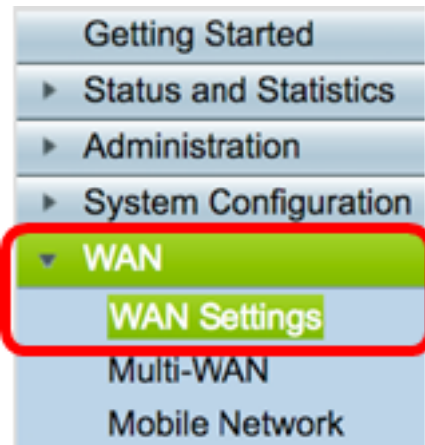 Getting Started
Status and Statistics
Administration
System Configuration
WAN
WAN Settings
Multi-WAN
Mobile Network